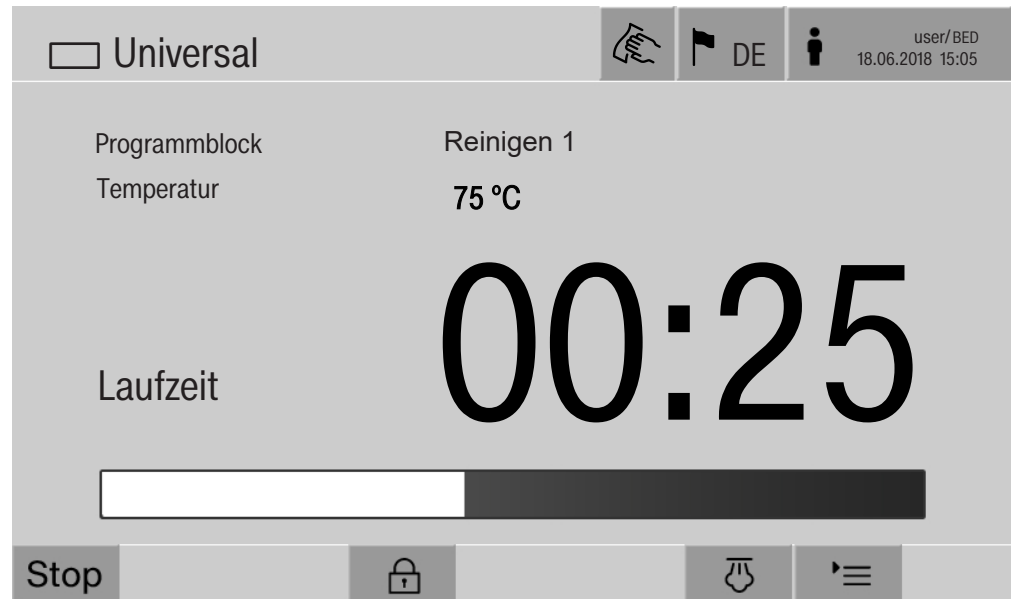 Universal
DE
user/BED
18.06.2018 15:05
Programmblock Reinigen 1
Temperatur 75 °C
Laufzeit 00:25
Stop